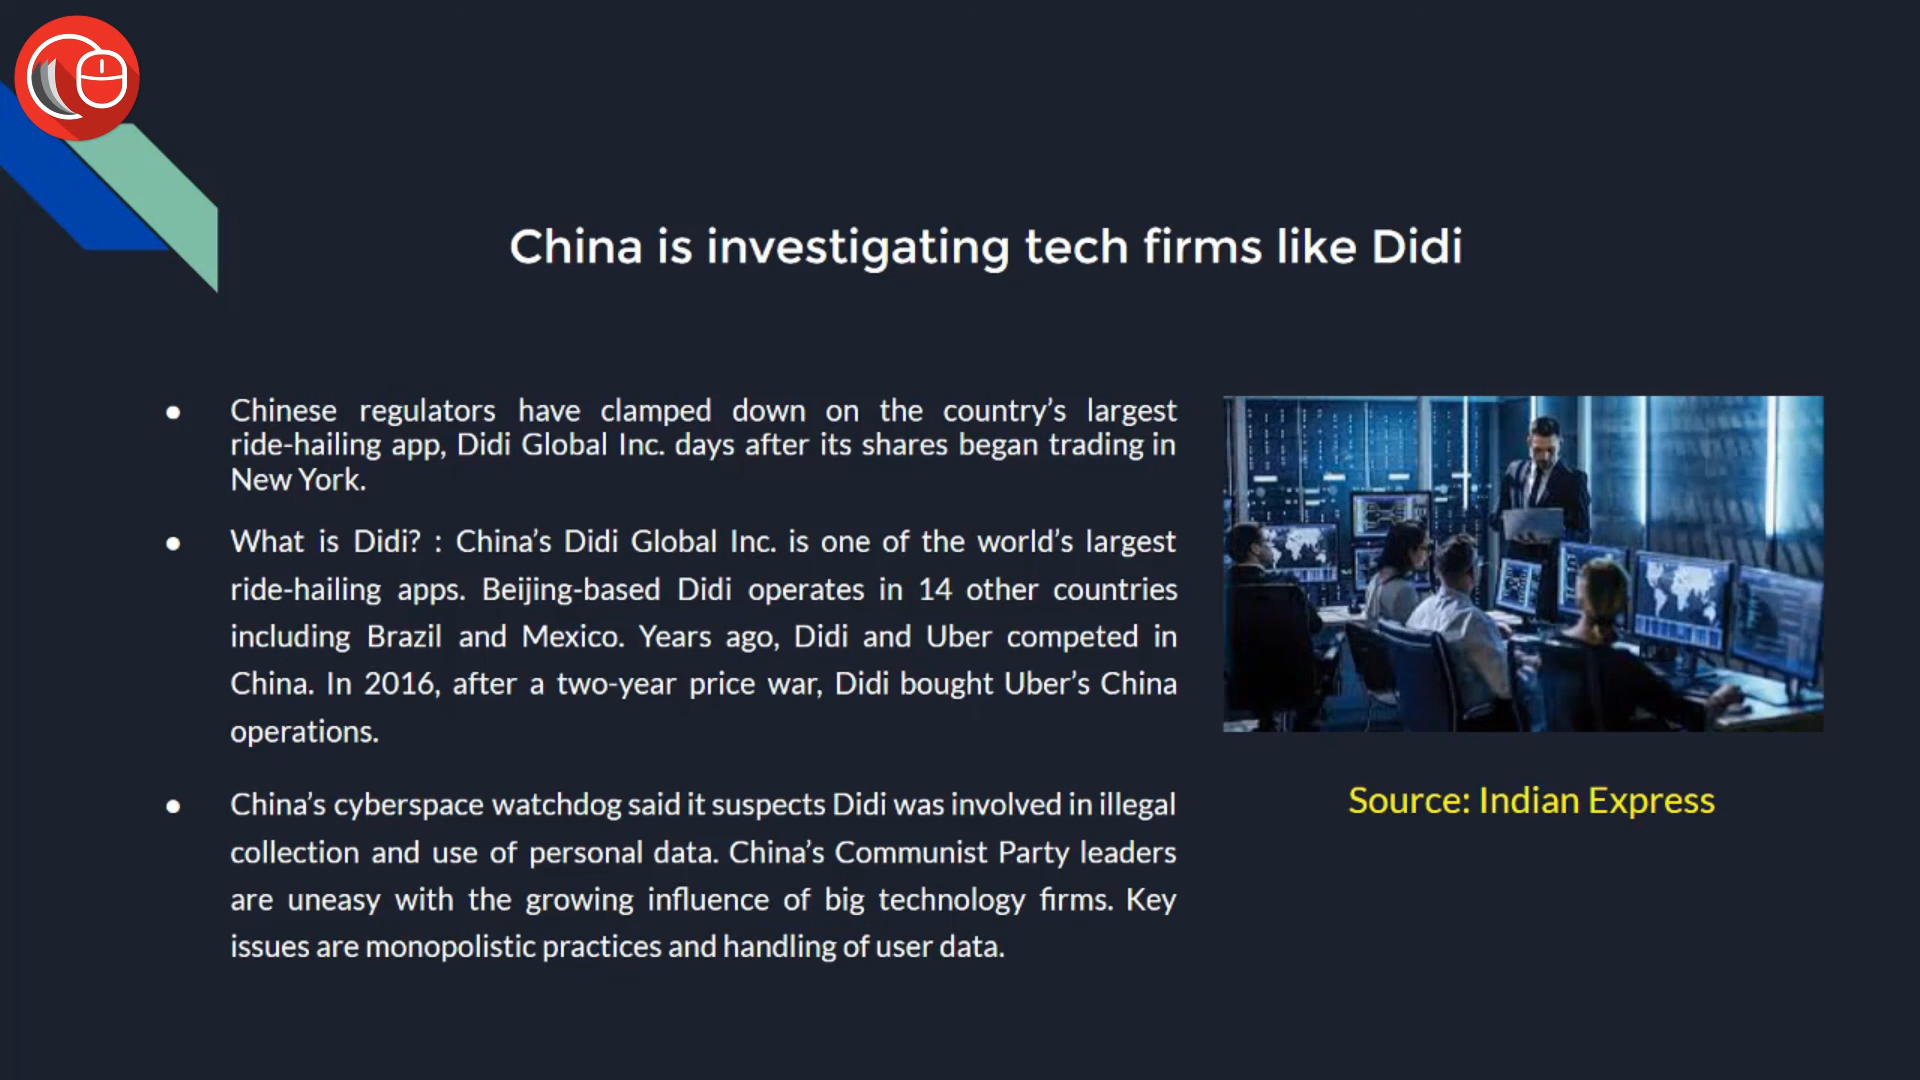 China is investigating tech firms like Didi
● Chinese regulators have clamped down on the country’s largest
ride-hailing app, Didi Global Inc. days after its shares began trading in
New York.
● What is Didi? : China’s Didi Global Inc. is one of the world’s largest
ride-hailing apps. Beijing-based Didi operates in 14 other countries
including Brazil and Mexico. Years ago, Didi and Uber competed in
China. In 2016, after a two-year price war, Didi bought Uber’s China
operations.
● China’s cyberspace watchdog said it suspects Didi was involved in illegal
collection and use of personal data. China’s Communist Party leaders
are uneasy with the growing influence of big technology firms. Key
issues are monopolistic practices and handling of user data.
Source: Indian Express